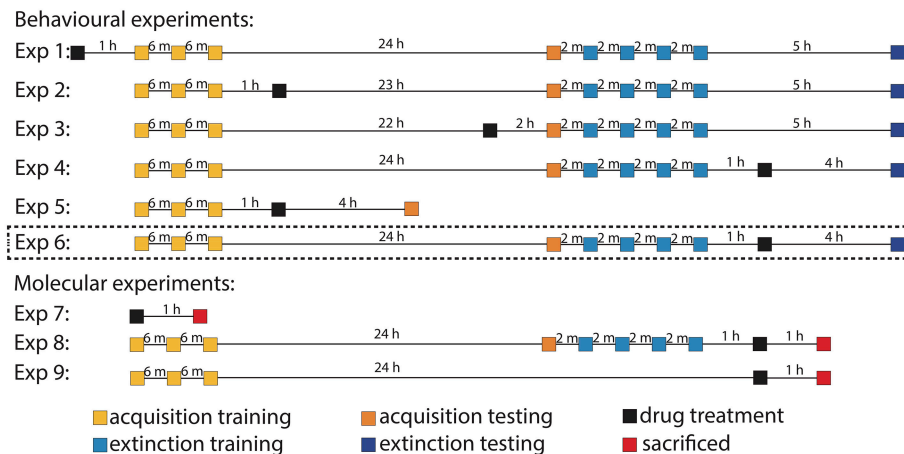 Behavioural experiments:
Exp 1: 1 h 6 m 6 m 24 h 2 m 2 m 2 m 2 m 5 h
Exp 2: 6 m 6 m 1 h 23 h 2 m 2 m 2 m 2 m 5 h
Exp 3: 6 m 6 m 22 h 2 h 2 m 2 m 2 m 2 m 5 h
Exp 4: 6 m 6 m 24 h 2 m 2 m 2 m 2 m 1 h 4 h
Exp 5: 6 m 6 m 1 h 4 h
Exp 6: 6 m 6 m 24 h 2 m 2 m 2 m 2 m 1 h 4 h
Molecular experiments:
Exp 7: 1 h
Exp 8: 6 m 6 m 24 h 2 m 2 m 2 m 2 m 1 h 1 h
Exp 9: 6 m 6 m 24 h 1 h
acquisition training acquisition testing drug treatment
extinction training extinction testing sacrificed